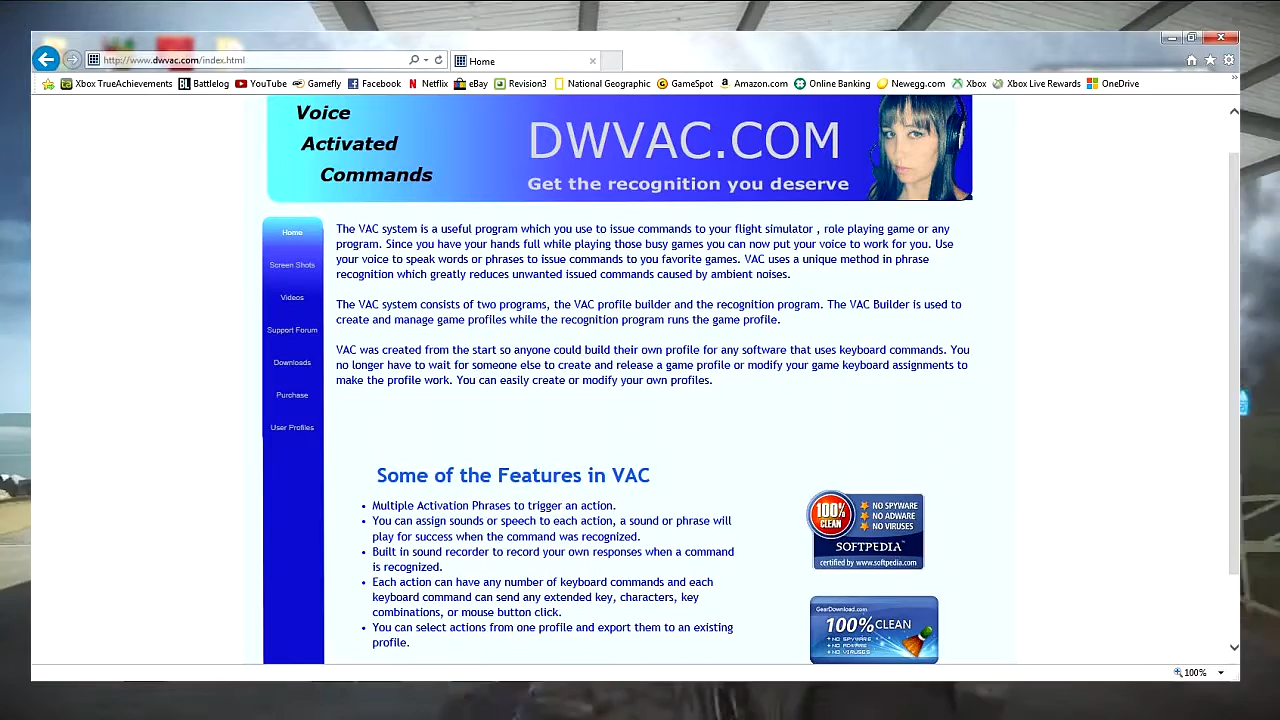 http://www.dwvac.com/index.html
Home
Xbox TrueAchievements
Battlelog
YouTube
Gamefly
Facebook
Netflix
eBay
Revision3
National Geographic
GameSpot
Amazon.com
Online Banking
Newegg.com
Xbox
Xbox Live Rewards
OneDrive
Voice
Activated
Commands
DWVAC.COM
Get the recognition you deserve
Home
Screen Shots
Videos
Support Forum
Downloads
Purchase
User Profiles
The VAC system is a useful program which you use to issue commands to your flight simulator , role playing game or any
program. Since you have your hands full while playing those busy games you can now put your voice to work for you. Use
your voice to speak words or phrases to issue commands to you favorite games. VAC uses a unique method in phrase
recognition which greatly reduces unwanted issued commands caused by ambient noises.
The VAC system consists of two programs, the VAC profile builder and the recognition program. The VAC Builder is used to
create and manage game profiles while the recognition program runs the game profile.
VAC was created from the start so anyone could build their own profile for any software that uses keyboard commands. You
no longer have to wait for someone else to create and release a game profile or modify your game keyboard assignments to
make the profile work. You can easily create or modify your own profiles.
Some of the Features in VAC
• Multiple Activation Phrases to trigger an action.
• You can assign sounds or speech to each action, a sound or phrase will
play for success when the command was recognized.
• Built in sound recorder to record your own responses when a command
is recognized.
• Each action can have any number of keyboard commands and each
keyboard command can send any extended key, characters, key
combinations, or mouse button click.
• You can select actions from one profile and export them to an existing
profile.
100%
CLEAN
NO SPYWARE
NO ADWARE
NO VIRUSES
SOFTPEDIA™
certified by www.softpedia.com
GearDownload.com
100% CLEAN
+ NO SPYWARE
+ NO ADWARE
+ NO VIRUSES
100%